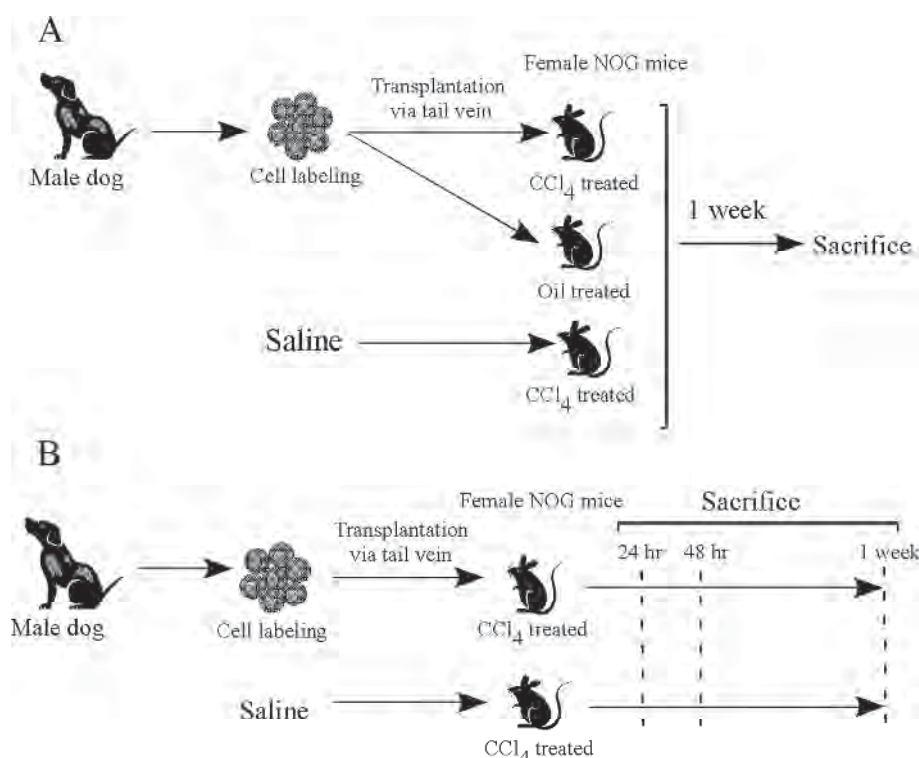 A
Female NOG mice
Transplantation
via tail vein
Male dog
Cell labeling
CCl4 treated
1 week
Sacrifice
Oil treated
Saline
CCl4 treated
B
Female NOG mice
Sacrifice
Transplantation
via tail vein
24 hr
48 hr
1 week
Male dog
Cell labeling
CCl4 treated
Saline
CCl4 treated